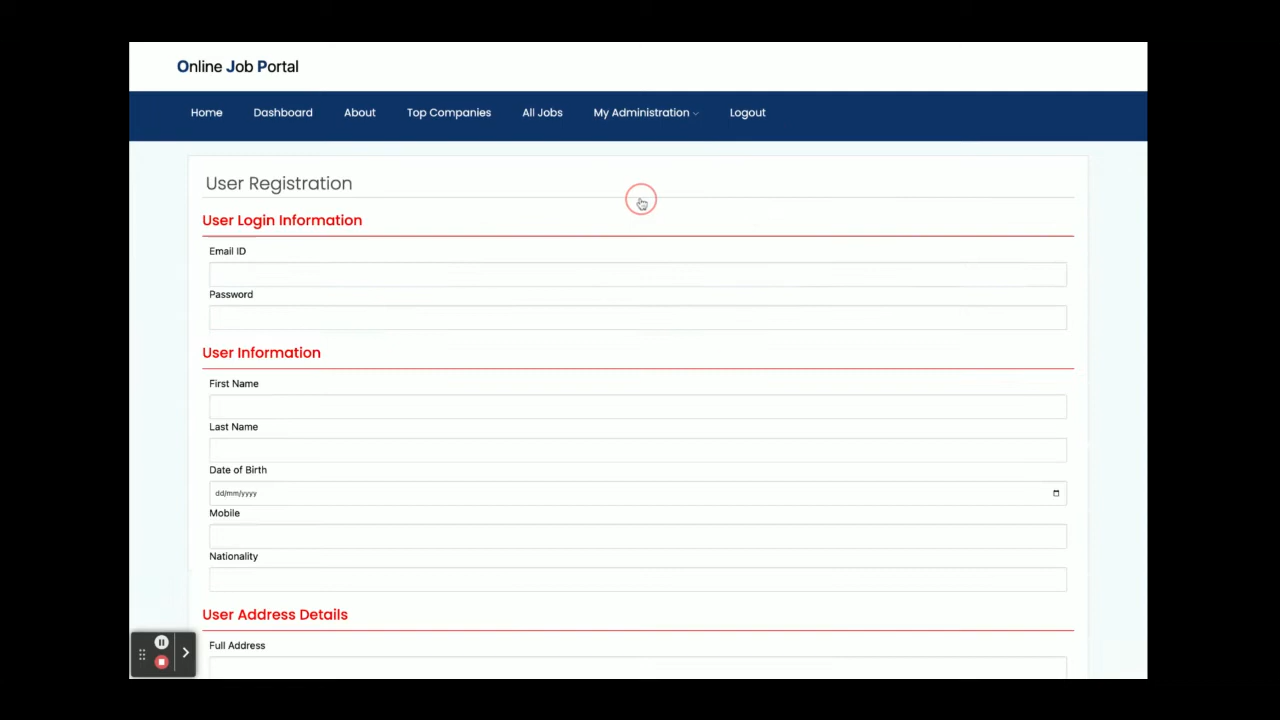 Online Job Portal
Home Dashboard About Top Companies All Jobs My Administration Logout
User Registration
User Login Information
Email ID
Password
User Information
First Name
Last Name
Date of Birth
dd/mm/yyyy
Mobile
Nationality
User Address Details
Full Address